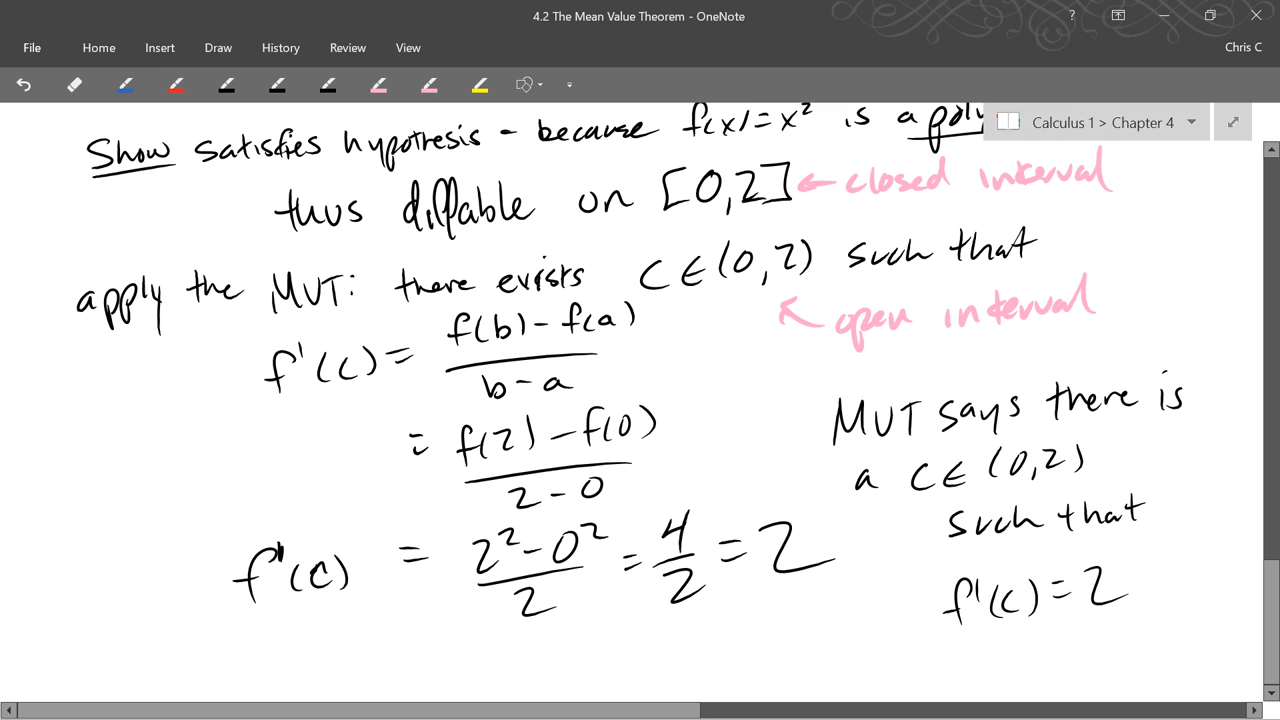 4.2 The Mean Value Theorem - OneNote
?
File Home Insert Draw History Review View
Chris C
Calculus 1 > Chapter 4
Show satisfies hypothesis - because f(x)=x² is a poly
thus diffable on [0,2] ← closed interval
apply the MVT: there exists c∈(0,2) such that
↖ open interval
f'(c) = f(b)-f(a) / b-a
= f(2)-f(0) / 2-0
f'(c) = 2²-0² / 2 = 4/2 = 2
MVT says there is
a c∈(0,2)
such that
f'(c)=2